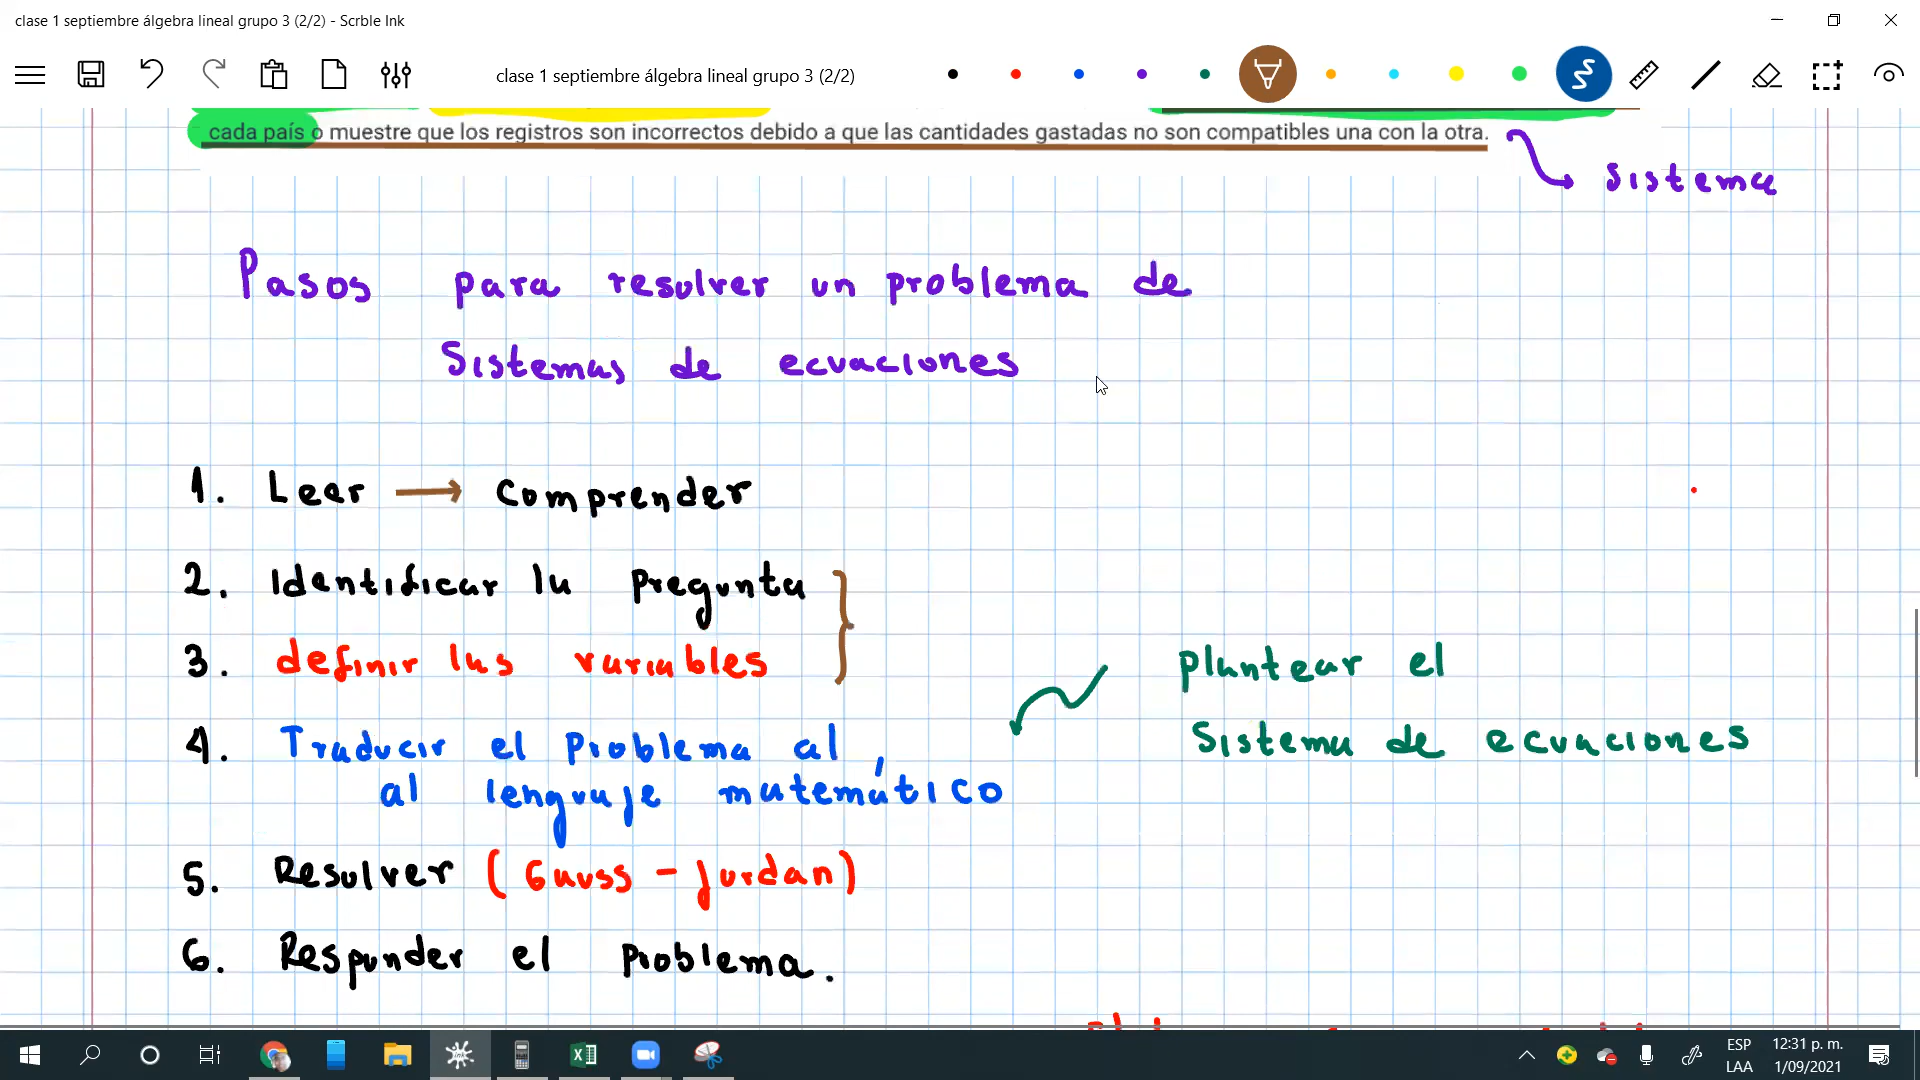 clase 1 septiembre álgebra lineal grupo 3 (2/2) - Scrble Ink
clase 1 septiembre álgebra lineal grupo 3 (2/2)
cada país o muestre que los registros son incorrectos debido a que las cantidades gastadas no son compatibles una con la otra.
Sistema
Pasos para resolver un problema de
Sistemas de ecuaciones
1. Leer → Comprender
2. Identificar la pregunta
3. definir las variables
4. Traducir el problema al
al lenguaje matemático
plantear el
Sistema de ecuaciones
5. Resolver (Gauss - Jordan)
6. Responder el problema.
ESP
LAA
12:31 p. m.
1/09/2021